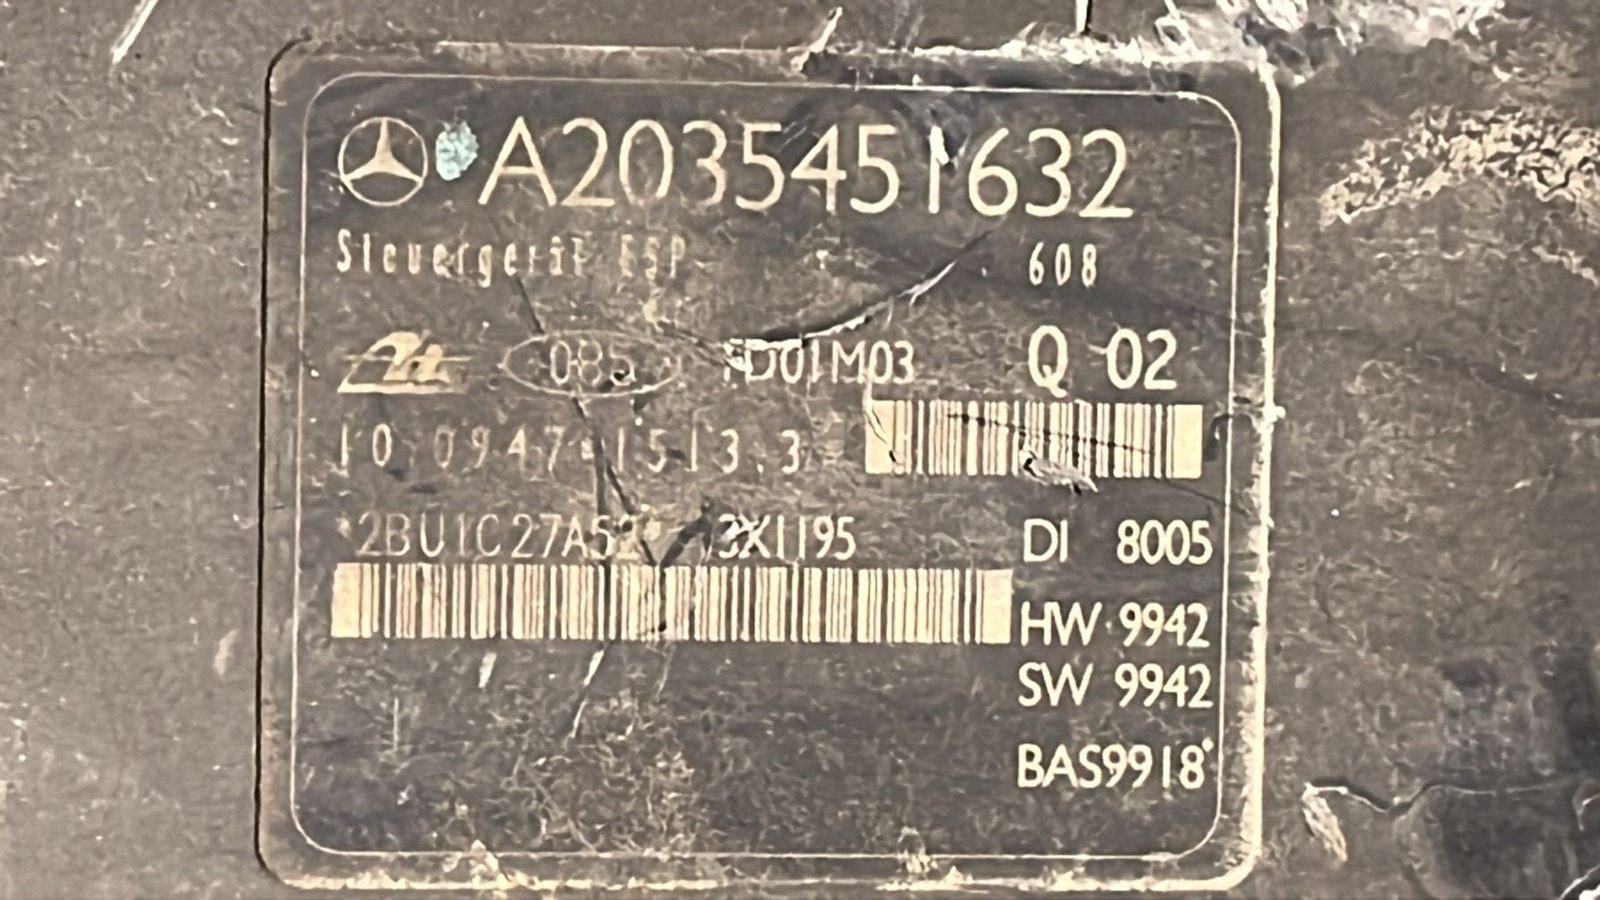 A2035451632
Steuergerät ESP 608
085 1D01M03 Q 02
10.0947-1513.3
*2BU1C27A52* 3X1195 DI 8005
HW 9942
SW 9942
BAS9918*